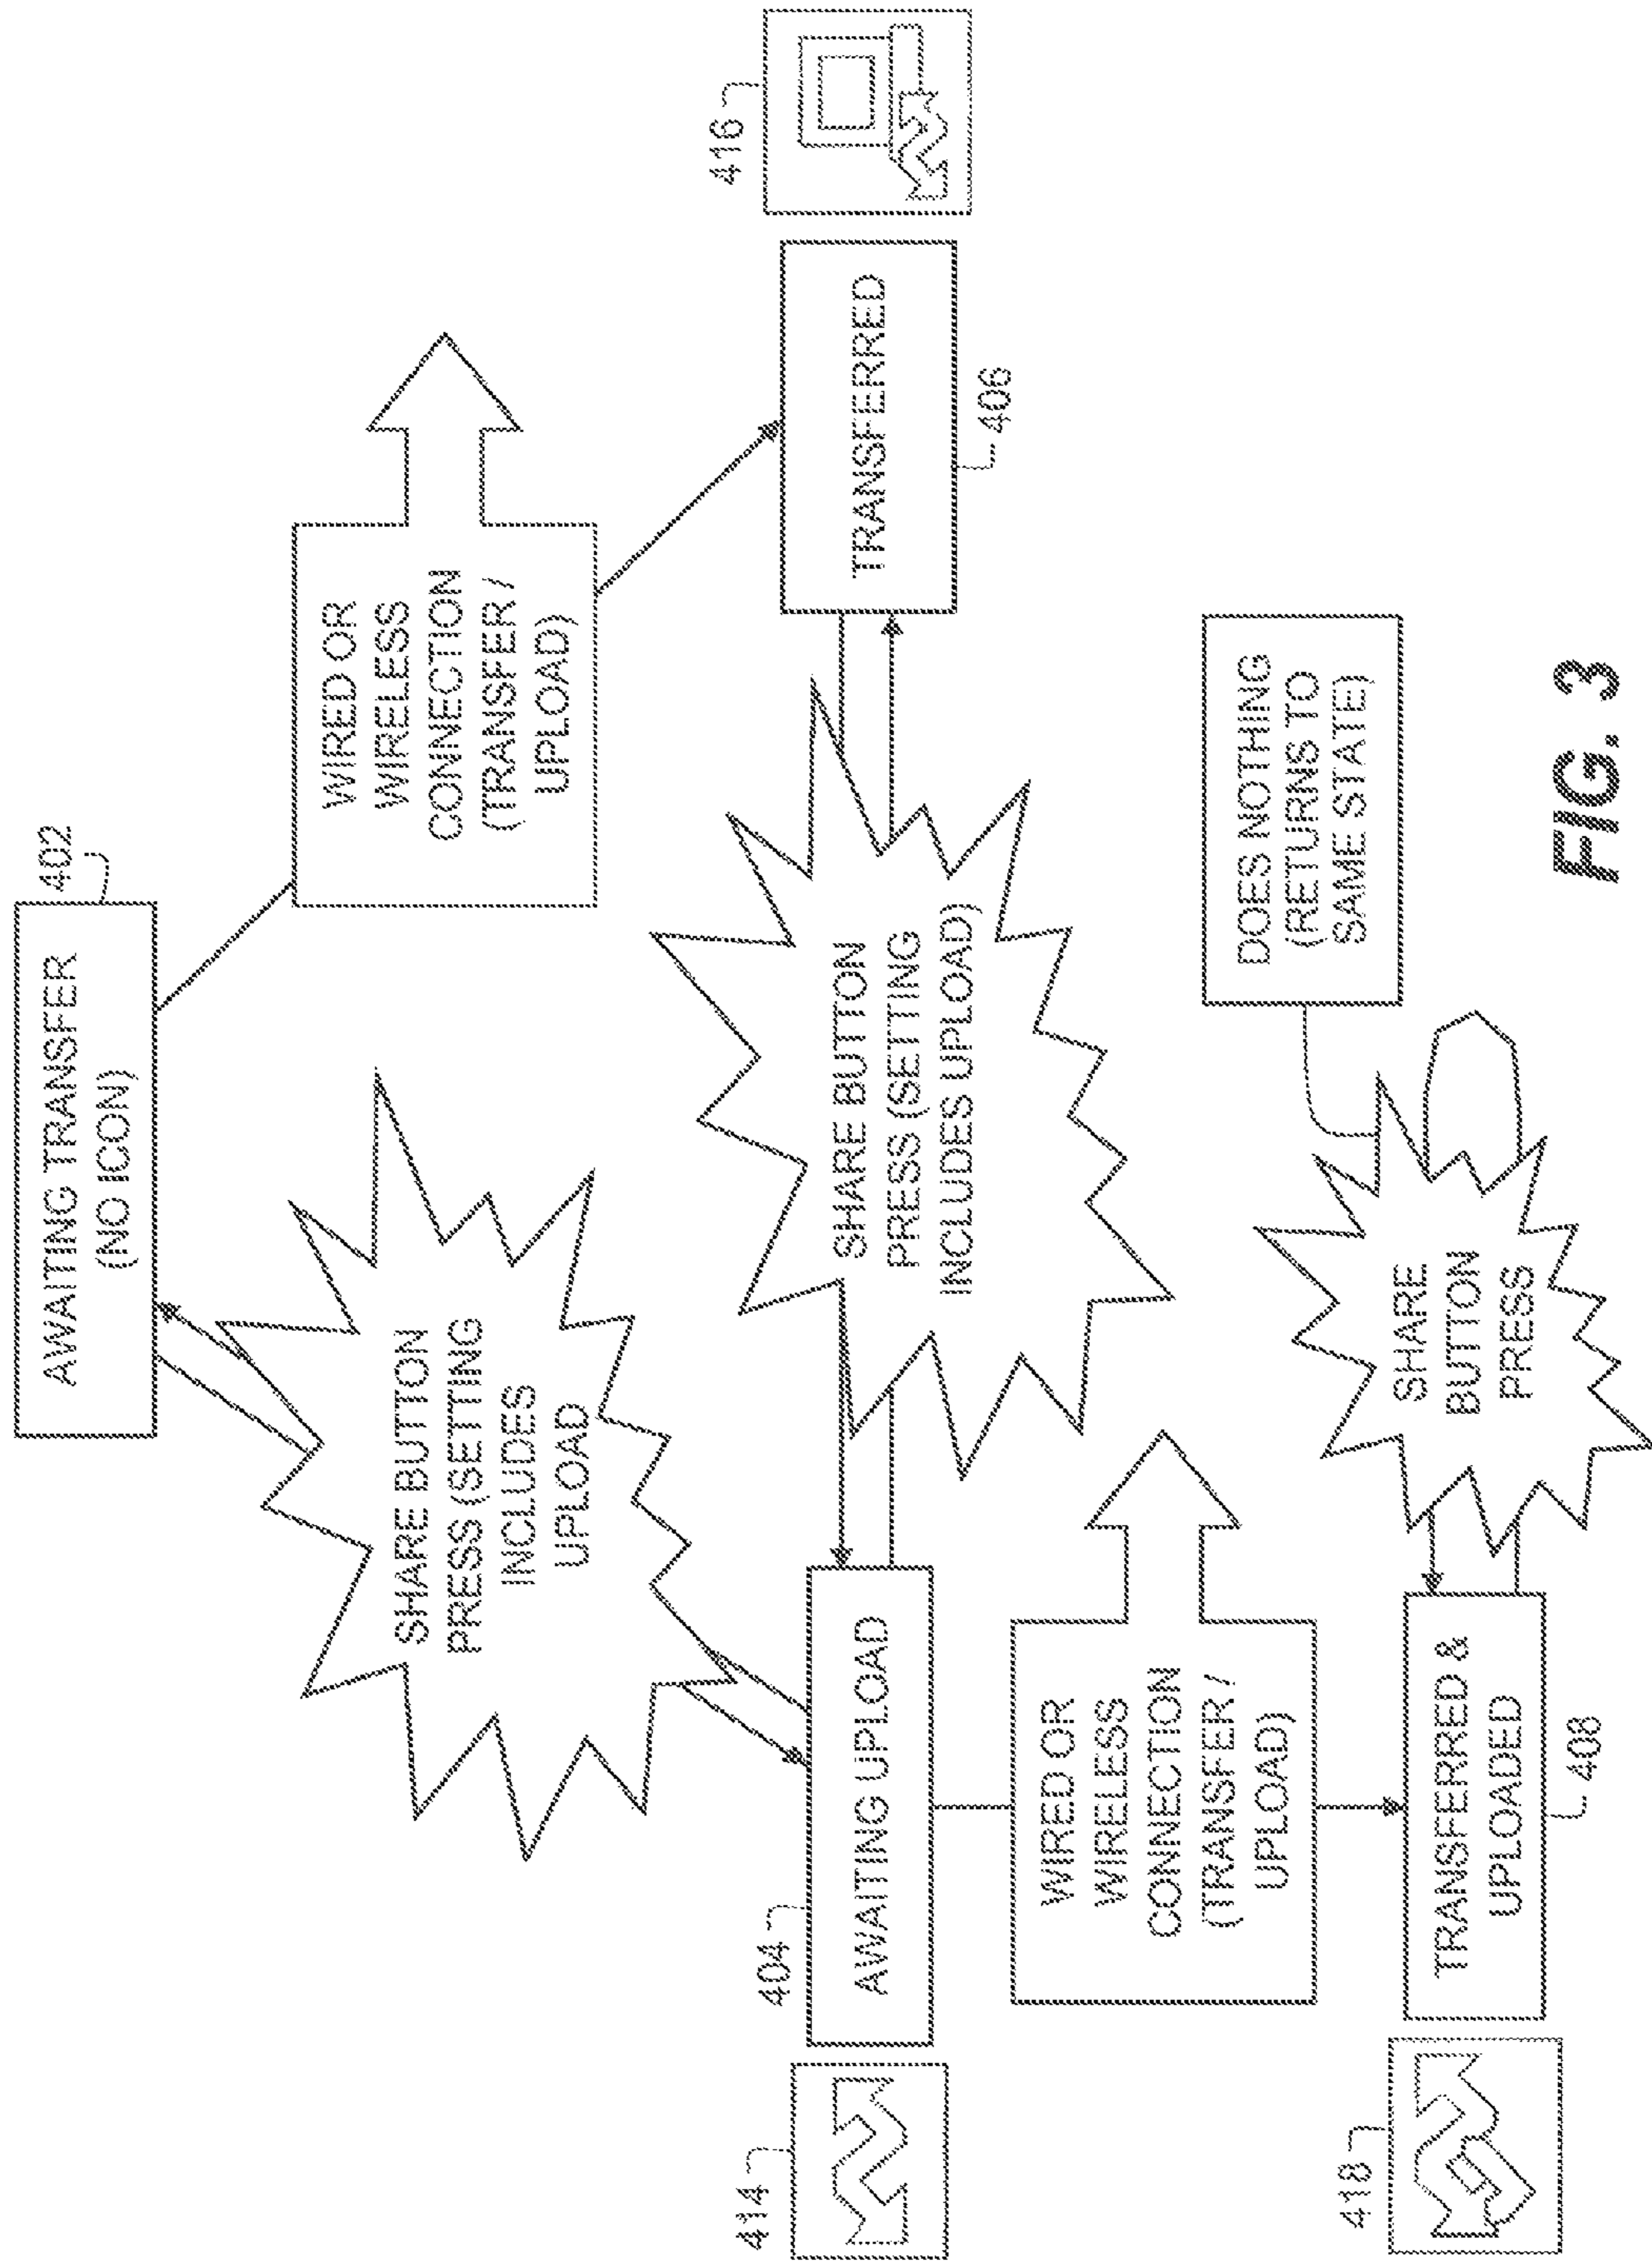 402
AWAITING TRANSFER
(NO ICON)
WIRED OR
WIRELESS
CONNECTION
(TRANSFER /
UPLOAD)
SHARE BUTTON
PRESS (SETTING
INCLUDES
UPLOAD
416
TRANSFERRED
406
SHARE BUTTON
PRESS (SETTING
INCLUDES UPLOAD)
414
404
AWAITING UPLOAD
WIRED OR
WIRELESS
CONNECTION
(TRANSFER /
UPLOAD)
DOES NOTHING
(RETURNS TO
SAME STATE)
SHARE
BUTTON
PRESS
418
TRANSFERRED &
UPLOADED
408
FIG. 3